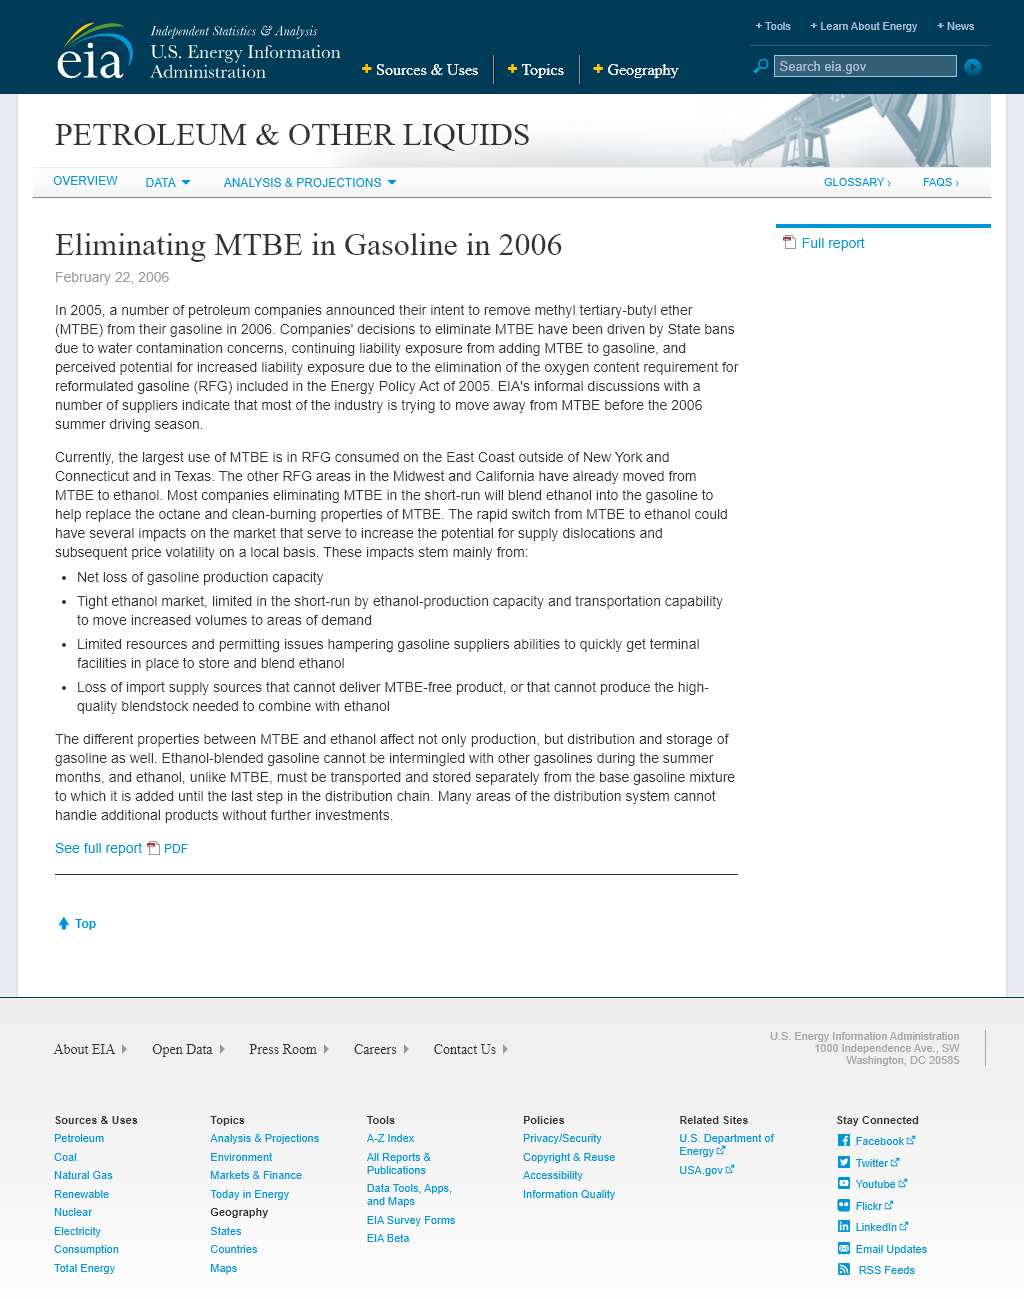 Independent Statistics & Analysis
eia U.S. Energy Information
Administration
+ Sources & Uses + Topics + Geography
+ Tools + Learn About Energy + News
Search eia.gov
PETROLEUM & OTHER LIQUIDS
OVERVIEW DATA ANALYSIS & PROJECTIONS GLOSSARY › FAQS ›
Eliminating MTBE in Gasoline in 2006
February 22, 2006
Full report
In 2005, a number of petroleum companies announced their intent to remove methyl tertiary-butyl ether
(MTBE) from their gasoline in 2006. Companies' decisions to eliminate MTBE have been driven by State bans
due to water contamination concerns, continuing liability exposure from adding MTBE to gasoline, and
perceived potential for increased liability exposure due to the elimination of the oxygen content requirement for
reformulated gasoline (RFG) included in the Energy Policy Act of 2005. EIA's informal discussions with a
number of suppliers indicate that most of the industry is trying to move away from MTBE before the 2006
summer driving season.
Currently, the largest use of MTBE is in RFG consumed on the East Coast outside of New York and
Connecticut and in Texas. The other RFG areas in the Midwest and California have already moved from
MTBE to ethanol. Most companies eliminating MTBE in the short-run will blend ethanol into the gasoline to
help replace the octane and clean-burning properties of MTBE. The rapid switch from MTBE to ethanol could
have several impacts on the market that serve to increase the potential for supply dislocations and
subsequent price volatility on a local basis. These impacts stem mainly from:
• Net loss of gasoline production capacity
• Tight ethanol market, limited in the short-run by ethanol-production capacity and transportation capability
to move increased volumes to areas of demand
• Limited resources and permitting issues hampering gasoline suppliers abilities to quickly get terminal
facilities in place to store and blend ethanol
• Loss of import supply sources that cannot deliver MTBE-free product, or that cannot produce the high-
quality blendstock needed to combine with ethanol
The different properties between MTBE and ethanol affect not only production, but distribution and storage of
gasoline as well. Ethanol-blended gasoline cannot be intermingled with other gasolines during the summer
months, and ethanol, unlike MTBE, must be transported and stored separately from the base gasoline mixture
to which it is added until the last step in the distribution chain. Many areas of the distribution system cannot
handle additional products without further investments.
See full report PDF
Top
About EIA Open Data Press Room Careers Contact Us
U.S. Energy Information Administration
1000 Independence Ave., SW
Washington, DC 20585
Sources & Uses
Petroleum
Coal
Natural Gas
Renewable
Nuclear
Electricity
Consumption
Total Energy
Topics
Analysis & Projections
Environment
Markets & Finance
Today in Energy
Geography
States
Countries
Maps
Tools
A-Z Index
All Reports &
Publications
Data Tools, Apps,
and Maps
EIA Survey Forms
EIA Beta
Policies
Privacy/Security
Copyright & Reuse
Accessibility
Information Quality
Related Sites
U.S. Department of
Energy
USA.gov
Stay Connected
Facebook
Twitter
Youtube
Flickr
LinkedIn
Email Updates
RSS Feeds